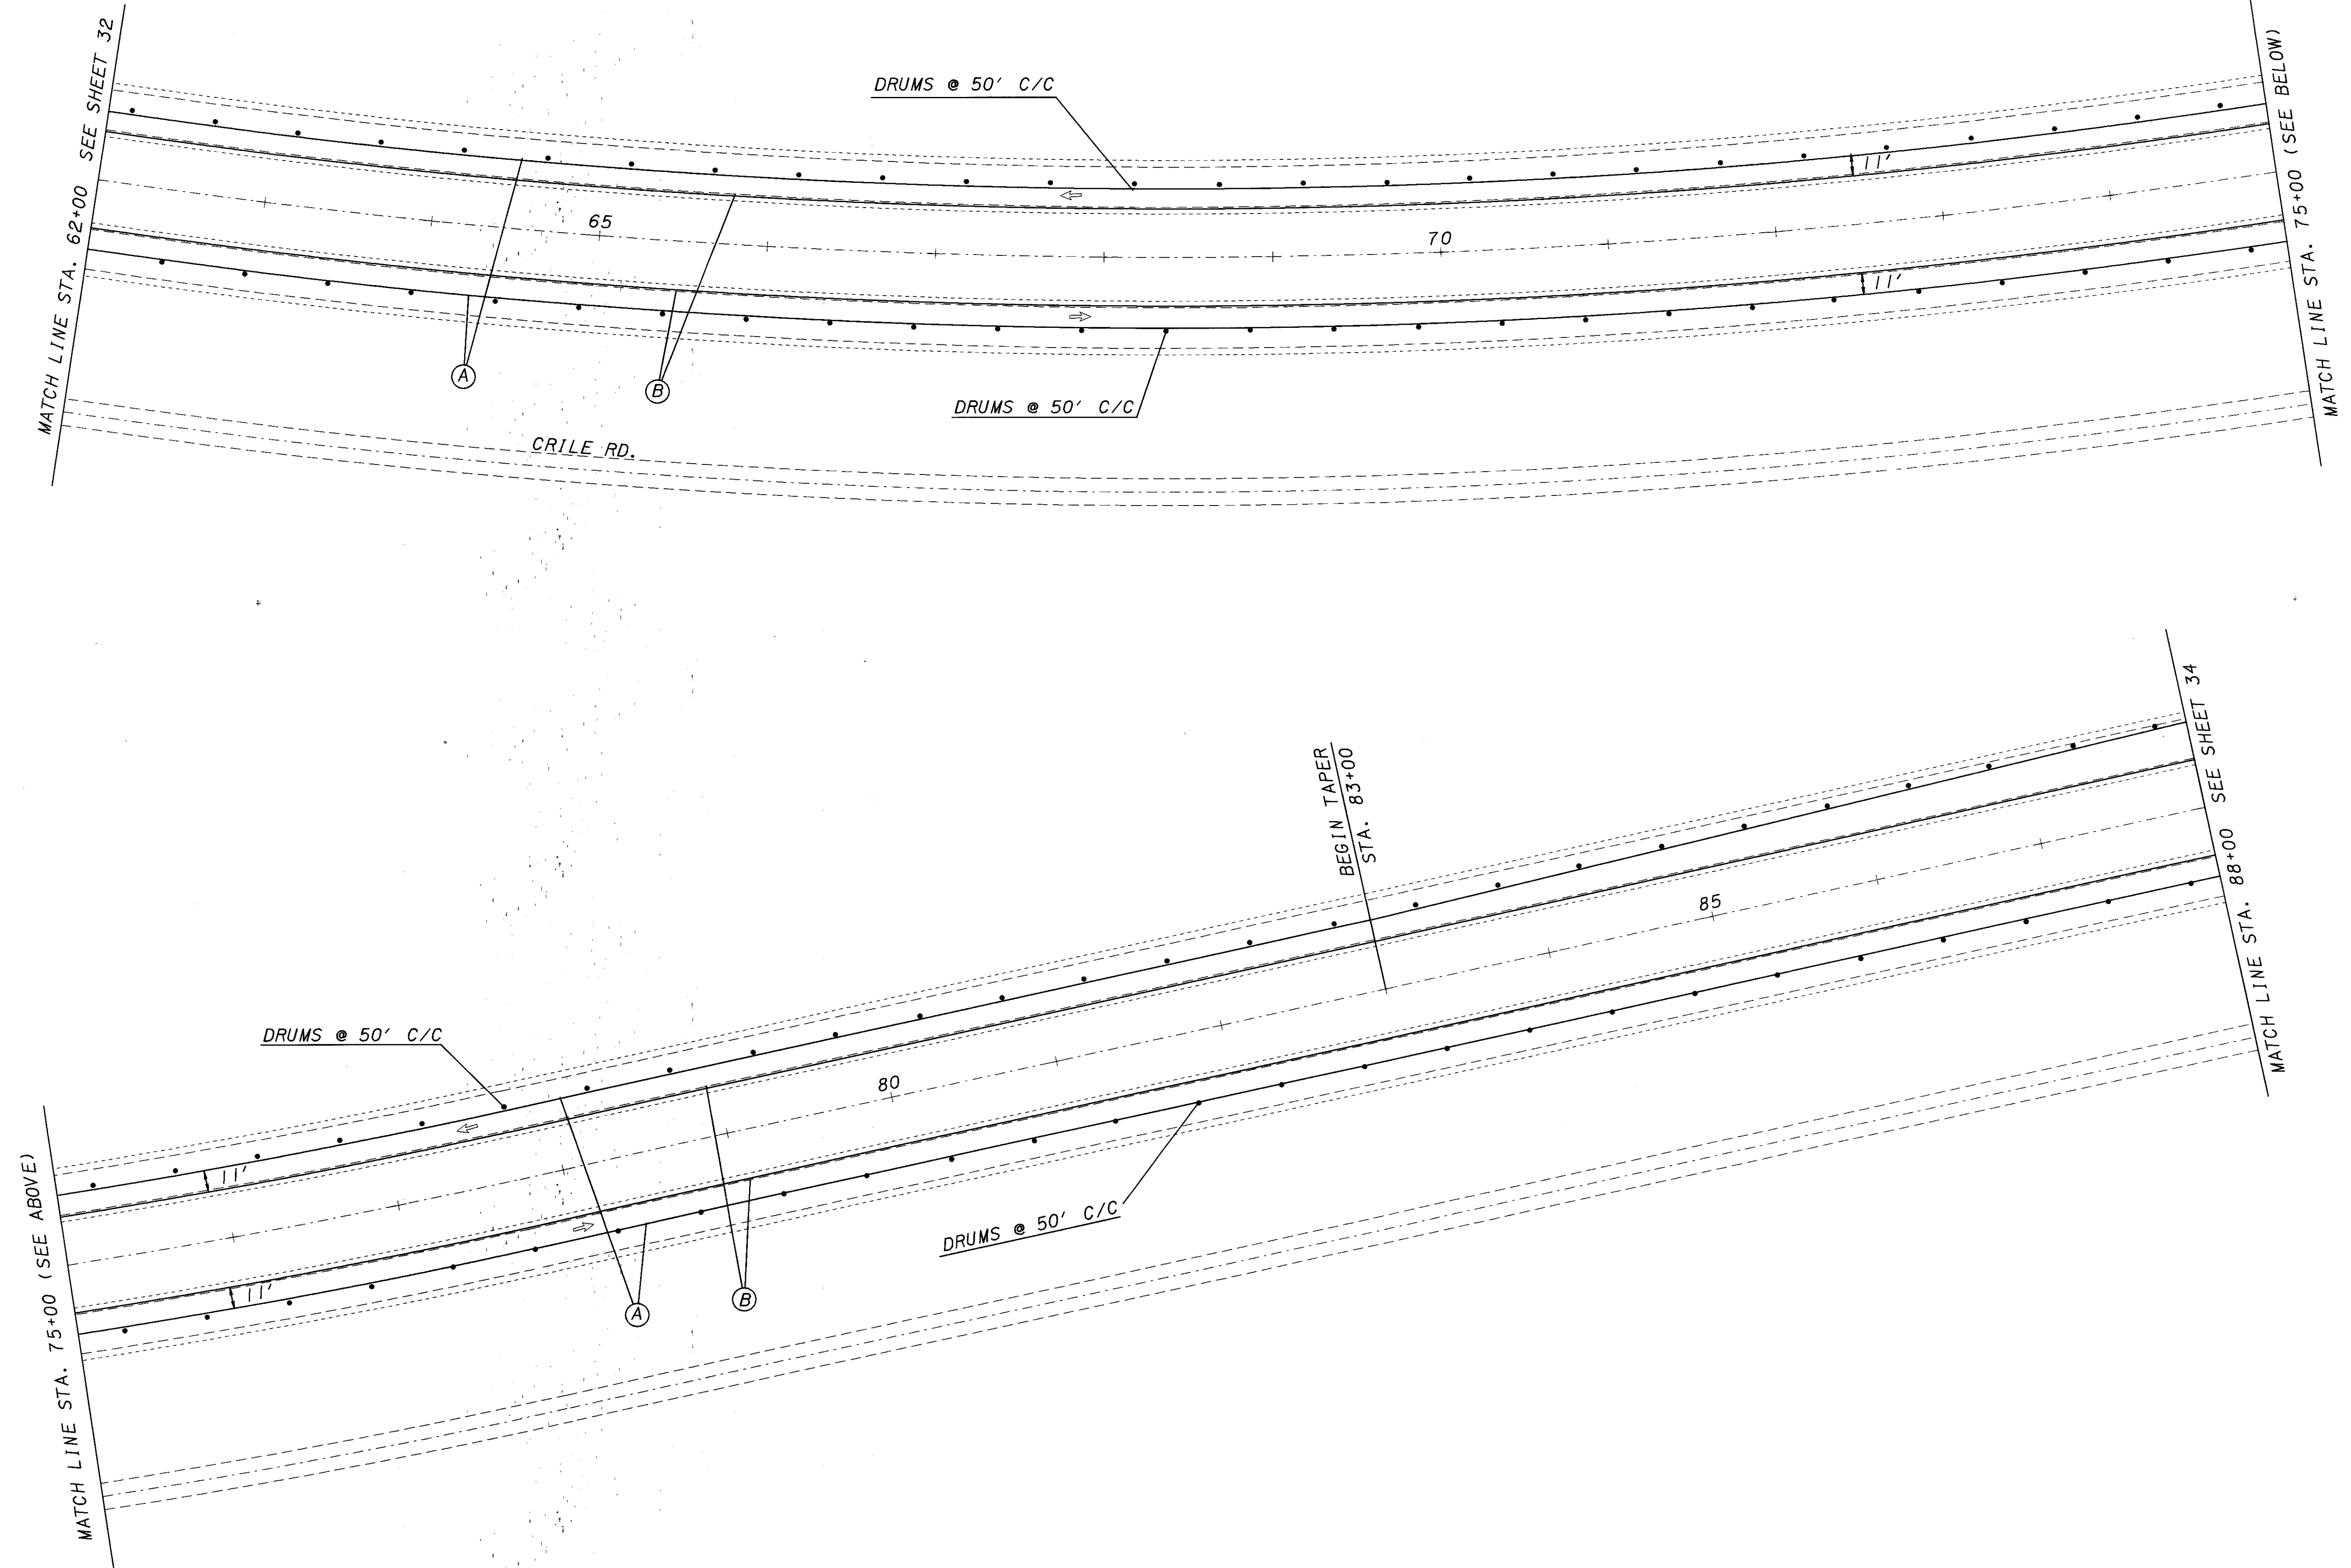 MATCH LINE STA. 62+00 SEE SHEET 32
DRUMS @ 50' C/C
11'
65
70
11'
A
B
DRUMS @ 50' C/C
CRILE RD.
MATCH LINE STA. 75+00 (SEE BELOW)
MATCH LINE STA. 75+00 (SEE ABOVE)
DRUMS @ 50' C/C
11'
11'
80
BEGIN TAPER
STA. 83+00
85
A
B
DRUMS @ 50' C/C
MATCH LINE STA. 88+00 SEE SHEET 34